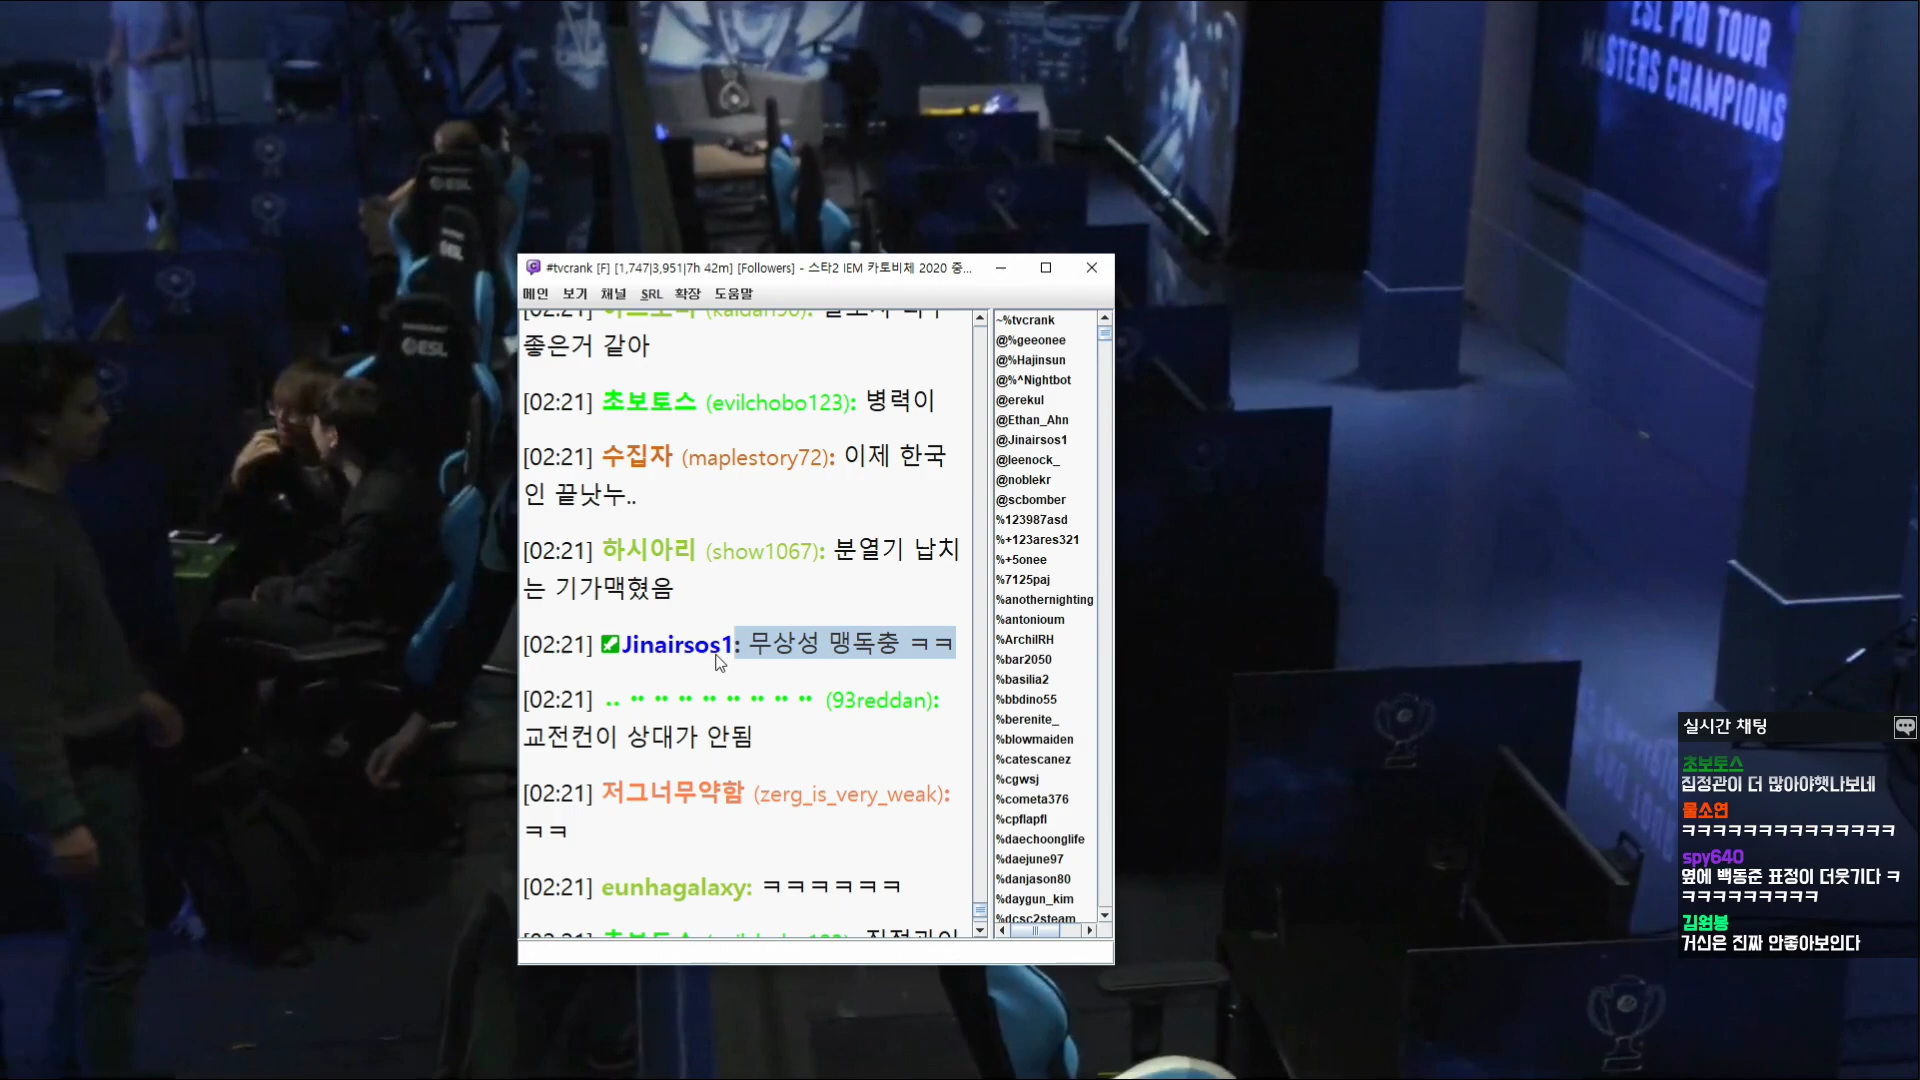 ESL PRO TOUR
MASTERS CHAMPIONS
ESL
ESL
ESL
#tvcrank [F] [1,747|3,951|7h 42m] [Followers] - 스타2 IEM 카토비체 2020 중...
메인 보기 채널 SRL 확장 도움말
좋은거 같아
[02:21] 초보토스 (evilchobo123): 병력이
[02:21] 수집자 (maplestory72): 이제 한국
인 끝낫누..
[02:21] 하시아리 (show1067): 분열기 납치
는 기가맥혔음
[02:21] Jinairsos1: 무상성 맹독충 ㅋㅋ
[02:21] .. ¨ ¨ ¨ ¨ ¨ ¨ ¨ ¨ (93reddan):
교전컨이 상대가 안됨
[02:21] 저그너무약함 (zerg_is_very_weak):
ㅋㅋ
[02:21] eunhagalaxy: ㅋㅋㅋㅋㅋㅋ
~%tvcrank
@%geeonee
@%Hajinsun
@%^Nightbot
@erekul
@Ethan_Ahn
@Jinairsos1
@leenock_
@noblekr
@scbomber
%123987asd
%+123ares321
%+5onee
%7125paj
%anothernighting
%antonioum
%ArchilRH
%bar2050
%basilia2
%bbdino55
%berenite_
%blowmaiden
%catescanez
%cgwsj
%cometa376
%cpflapfl
%daechoonglife
%daejune97
%danjason80
%daygun_kim
%dcsc2steam
실시간 채팅
초보토스
집정관이 더 많아야햇나보네
물소연
ㅋㅋㅋㅋㅋㅋㅋㅋㅋㅋㅋㅋㅋㅋ
spy640
옆에 백동준 표정이 더웃기다 ㅋ
ㅋㅋㅋㅋㅋㅋㅋㅋㅋ
김원봉
거신은 진짜 안좋아보인다